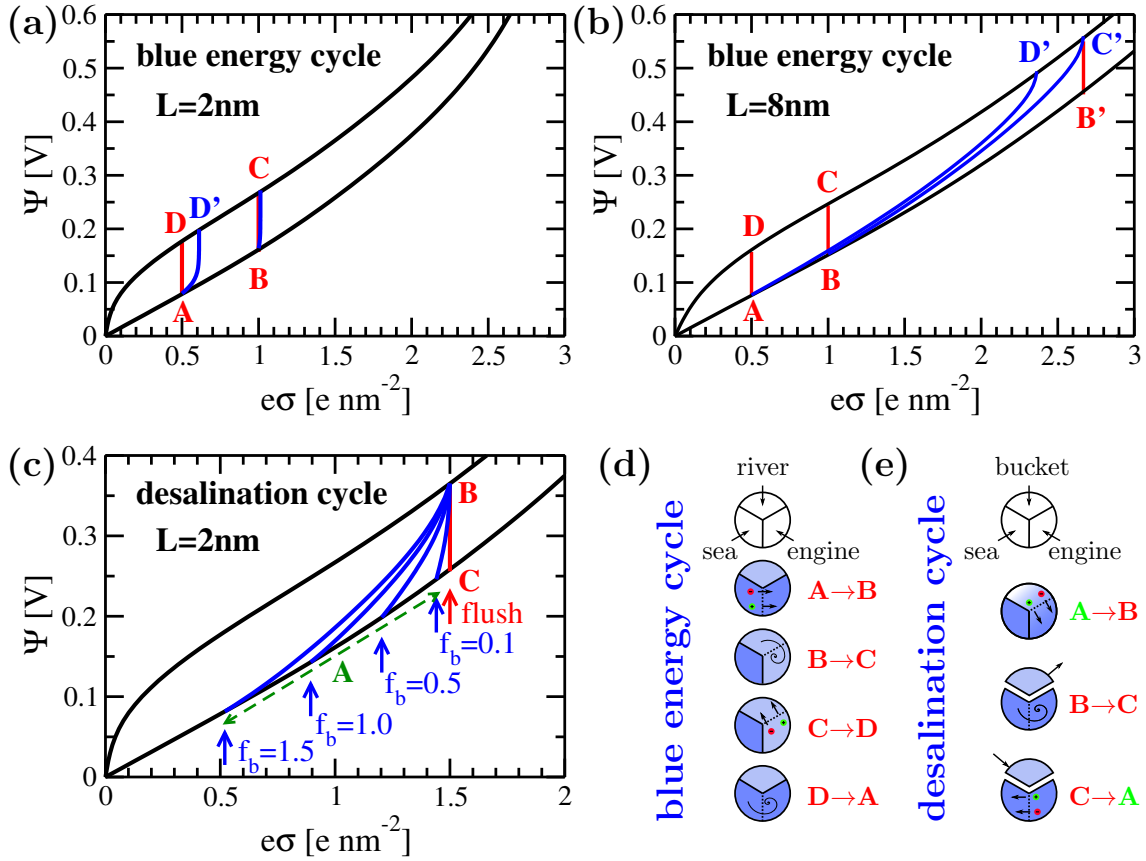 (a)
blue energy cycle
L=2nm
Ψ [V]
0.6
0.5
0.4
0.3
0.2
0.1
0
D
D'
C
A
B
0
0.5
1
1.5
2
2.5
3
eσ [e nm⁻²]
(b)
blue energy cycle
L=8nm
Ψ [V]
0.6
0.5
0.4
0.3
0.2
0.1
0
D'
C'
B'
C
D
B
A
0
0.5
1
1.5
2
2.5
3
eσ [e nm⁻²]
(c)
desalination cycle
L=2nm
Ψ [V]
0.4
0.3
0.2
0.1
0
B
C
flush
A
f_b=0.1
f_b=0.5
f_b=1.0
f_b=1.5
0
0.5
1
1.5
2
eσ [e nm⁻²]
(d)
blue energy cycle
river
sea
engine
A→B
B→C
C→D
D→A
(e)
desalination cycle
bucket
sea
engine
A→B
B→C
C→A